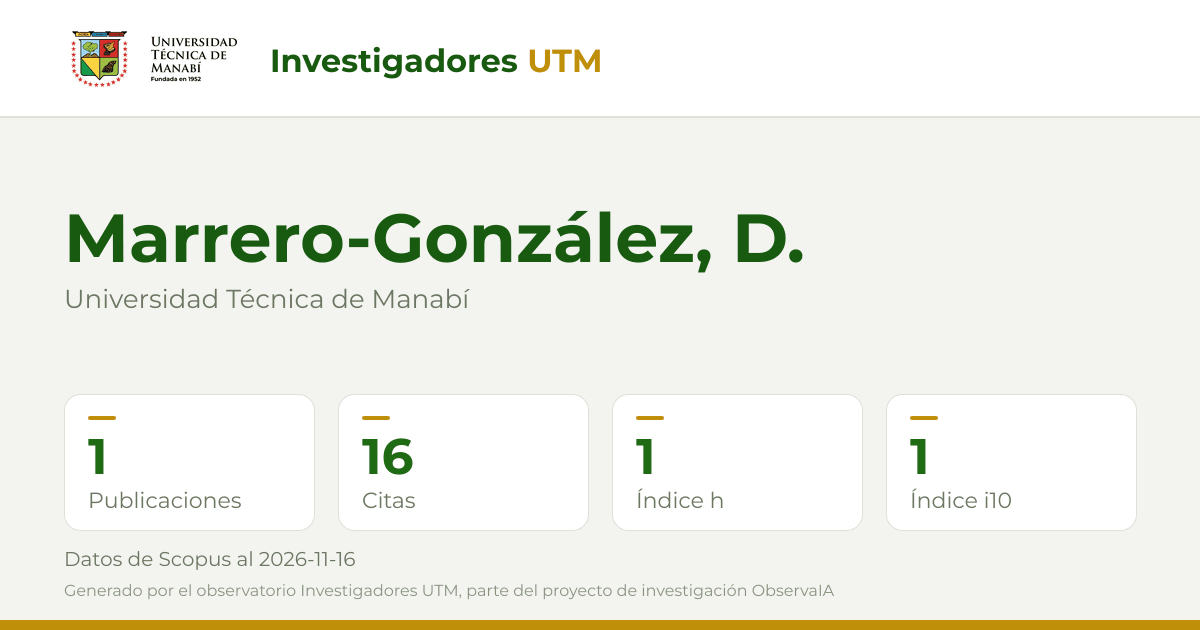 UNIVERSIDAD
TÉCNICA DE
MANABÍ
Fundada en 1952
Investigadores UTM
Marrero-González, D.
Universidad Técnica de Manabí
1
Publicaciones
16
Citas
1
Índice h
1
Índice i10
Datos de Scopus al 2026-11-16
Generado por el observatorio Investigadores UTM, parte del proyecto de investigación ObservaIA